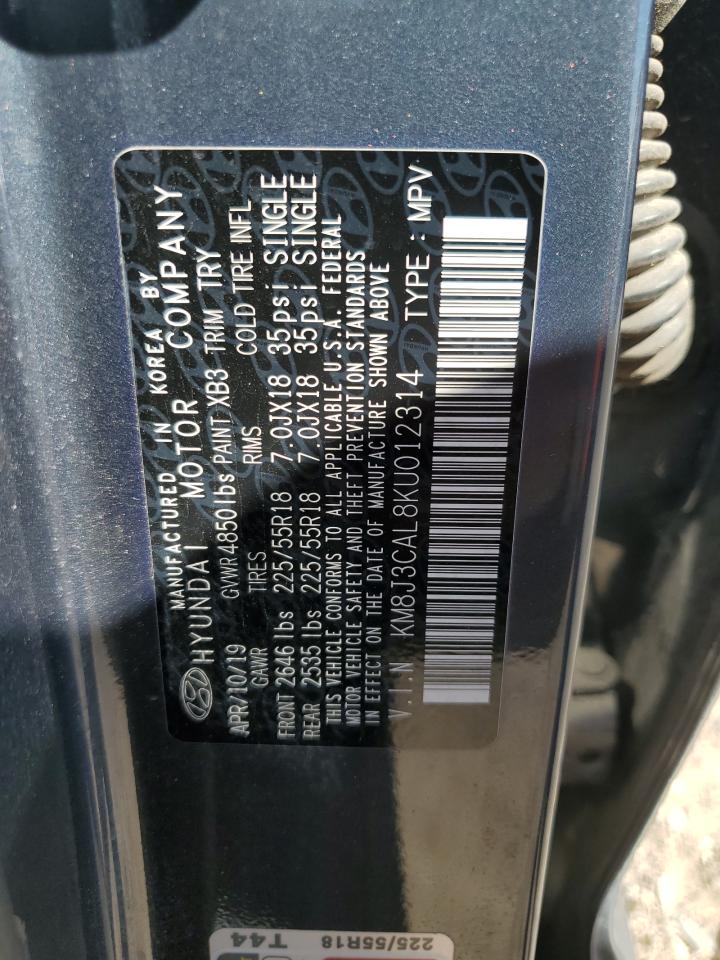 MANUFACTURED IN KOREA BY
HYUNDAI MOTOR COMPANY
APR/10/19 GVWR 4850 lbs PAINT XB3 TRIM TRY
GAWR TIRES RIMS COLD TIRE INFL
FRONT 2646 lbs 225/55R18 7.0JX18 35psi SINGLE
REAR 2535 lbs 225/55R18 7.0JX18 35psi SINGLE
THIS VEHICLE CONFORMS TO ALL APPLICABLE U.S.A. FEDERAL
MOTOR VEHICLE SAFETY AND THEFT PREVENTION STANDARDS
IN EFFECT ON THE DATE OF MANUFACTURE SHOWN ABOVE
V.I.N KM8J3CAL8KU012314 TYPE : MPV
225/55R18 T44